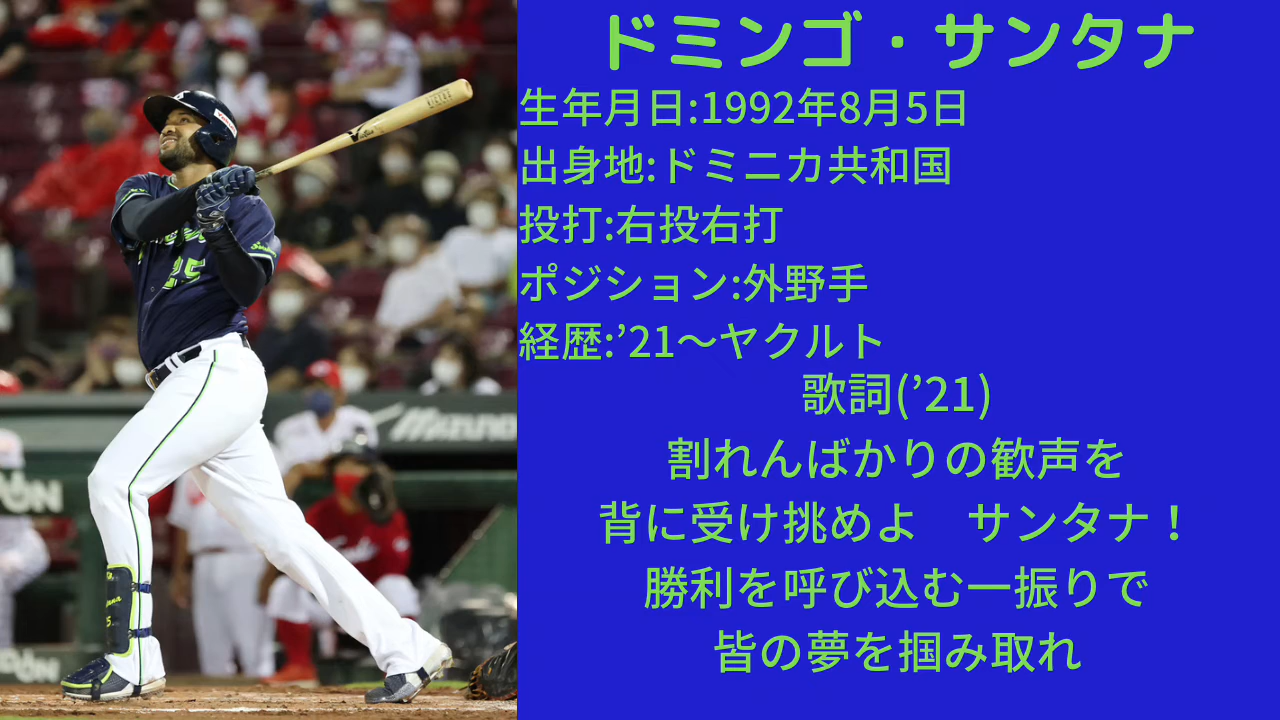 ドミンゴ・サンタナ
生年月日:1992年8月5日
出身地:ドミニカ共和国
投打:右投右打
ポジション:外野手
経歴:’21〜ヤクルト
歌詞(’21)
割れんばかりの歓声を
背に受け挑めよ　サンタナ！
勝利を呼び込む一振りで
皆の夢を掴み取れ
25
MIZUNO